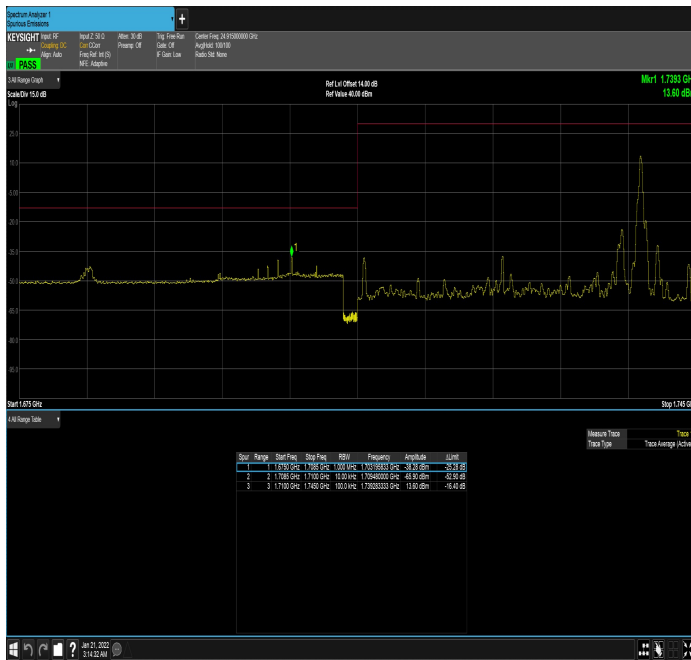 Spectrum Analyzer 1
Spurious Emissions
+
KEYSIGHT Input: RF Input Z: 50 Ω Atten: 30 dB Trig: Free Run Center Freq: 24.915000000 GHz
Coupling: DC Corr CCorr Preamp: Off Gate: Off Avg|Hold: 100/100
Align: Auto Freq Ref: Int (S) IF Gain: Low Radio Std: None
PASS NFE: Adaptive
3 All Range Graph
Ref Lvl Offset 14.00 dB Mkr1 1.7393 GH
Scale/Div 15.0 dB Ref Value 40.00 dBm 13.60 dB
Log
25.0
10.0
-5.00
-20.0
-35.0
1
-50.0
-65.0
-80.0
-95.0
Start 1.675 GHz Stop 1.745 G
4 All Range Table
Measure Trace Trace
Trace Type Trace Average (Active
Spur Range Start Freq Stop Freq RBW Frequency Amplitude ΔLimit
1 1 1.6750 GHz 1.7085 GHz 1.000 MHz 1.703195833 GHz -38.28 dBm -25.28 dB
2 2 1.7085 GHz 1.7100 GHz 10.00 kHz 1.709480000 GHz -65.90 dBm -52.90 dB
3 3 1.7100 GHz 1.7450 GHz 100.0 kHz 1.739283333 GHz 13.60 dBm -16.40 dB
? Jan 21, 2022
3:14:32 AM